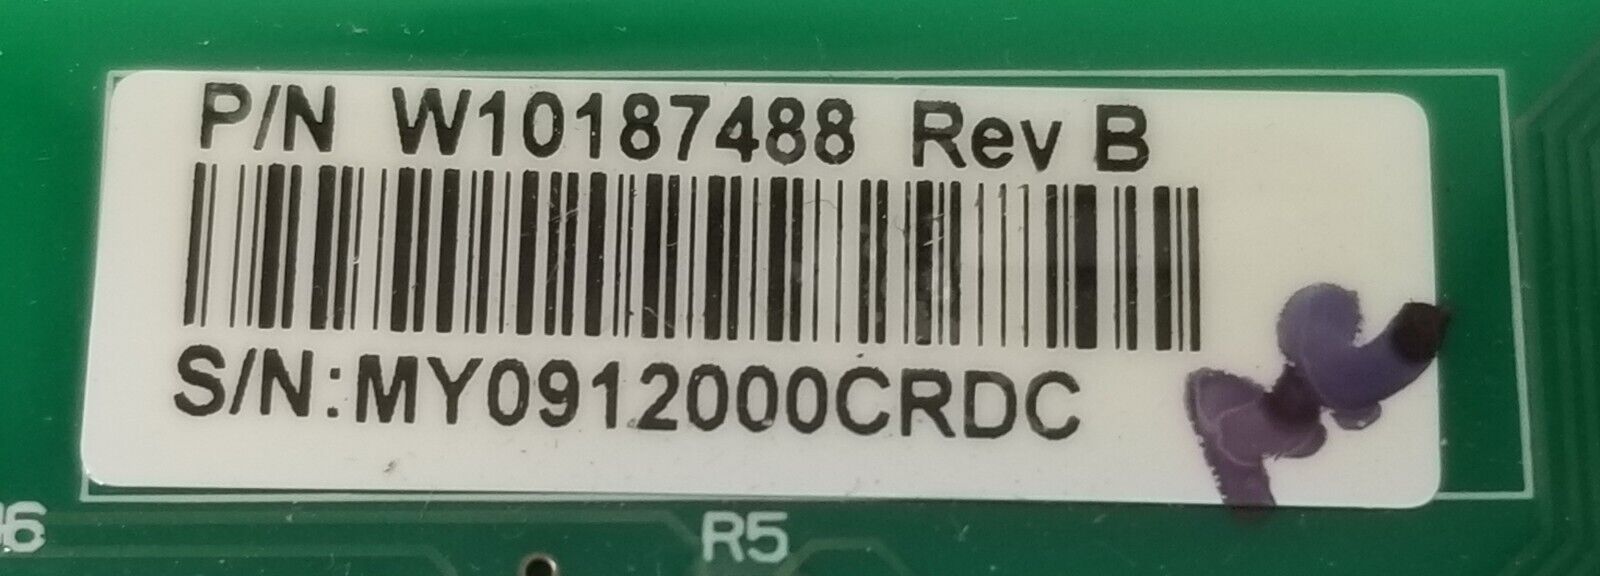 P/N W10187488 Rev B
S/N:MY0912000CRDC
R5